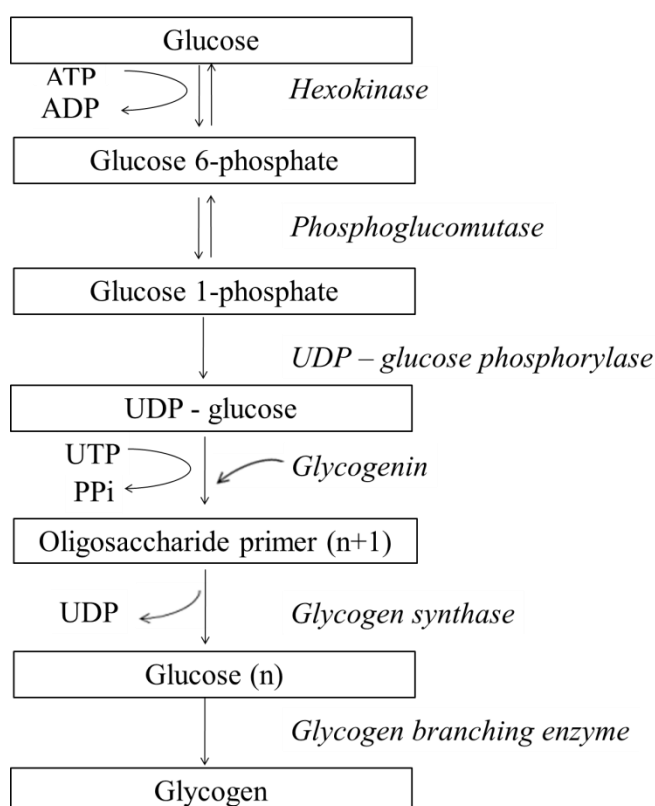 Glucose
ATP
ADP
Hexokinase
Glucose 6-phosphate
Phosphoglucomutase
Glucose 1-phosphate
UDP – glucose phosphorylase
UDP - glucose
UTP
PPi
Glycogenin
Oligosaccharide primer (n+1)
UDP
Glycogen synthase
Glucose (n)
Glycogen branching enzyme
Glycogen